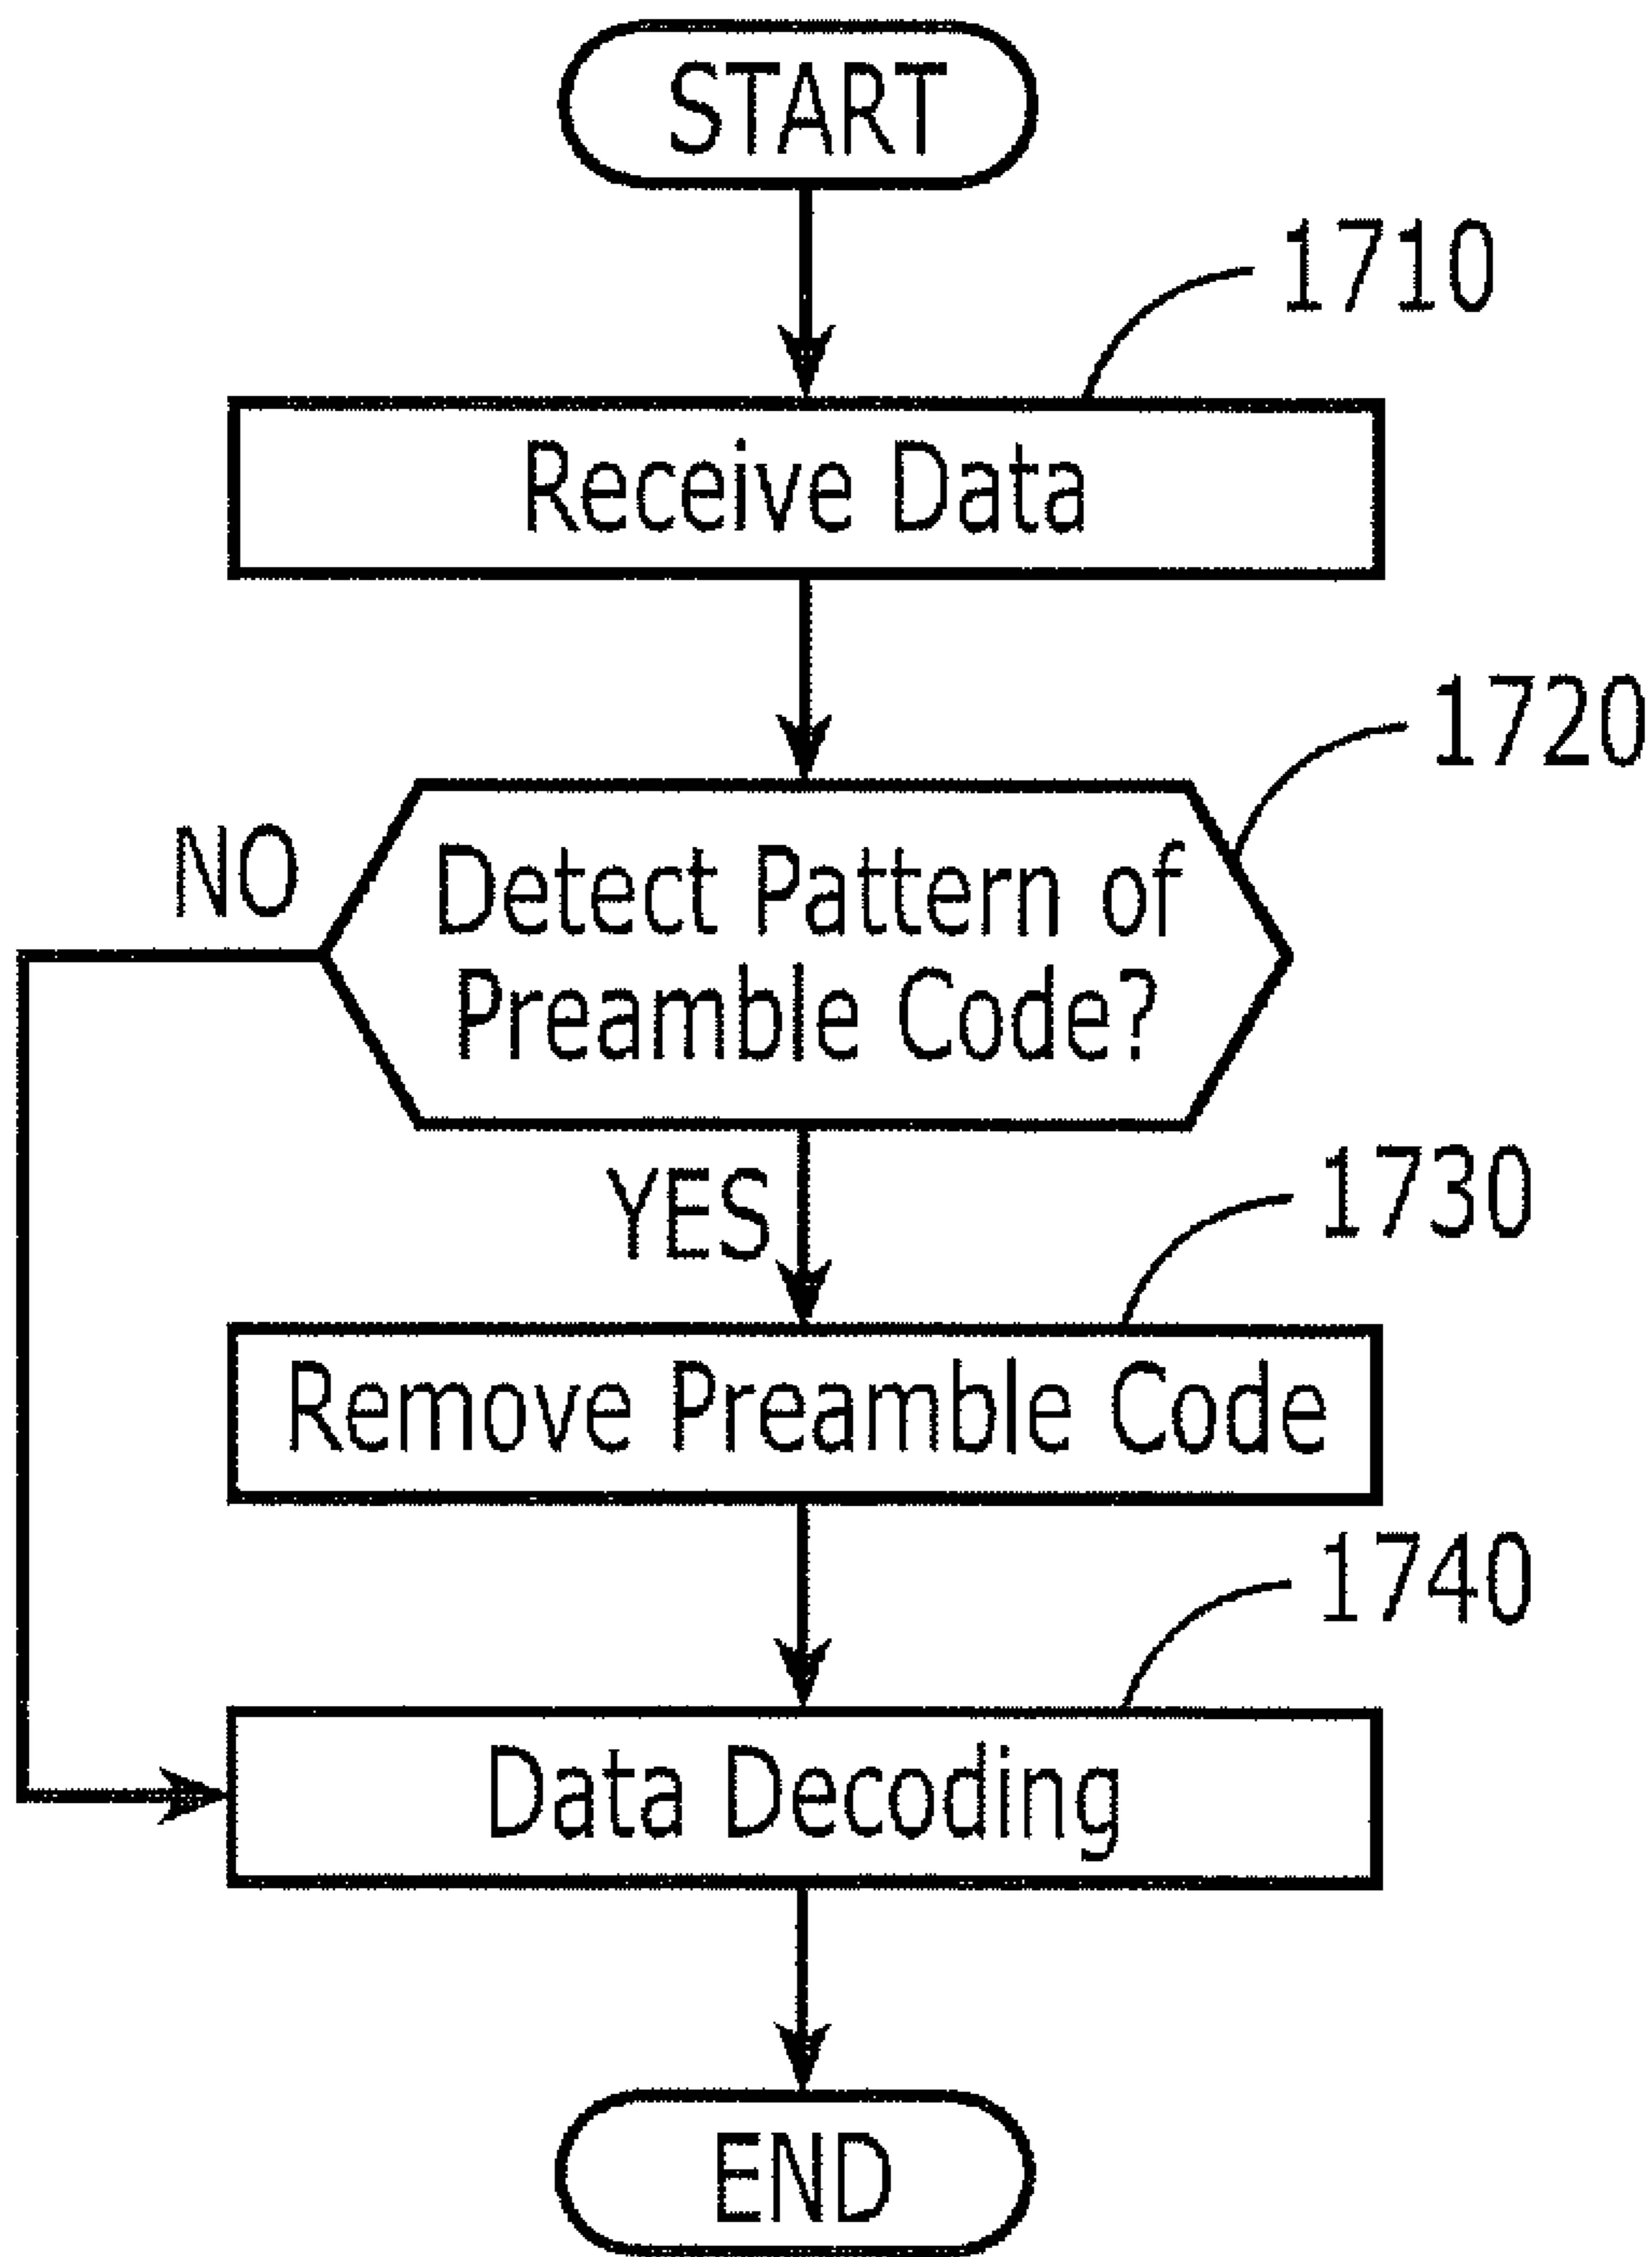 START
1710
Receive Data
1720
NO
Detect Pattern of
Preamble Code?
YES
1730
Remove Preamble Code
1740
Data Decoding
END